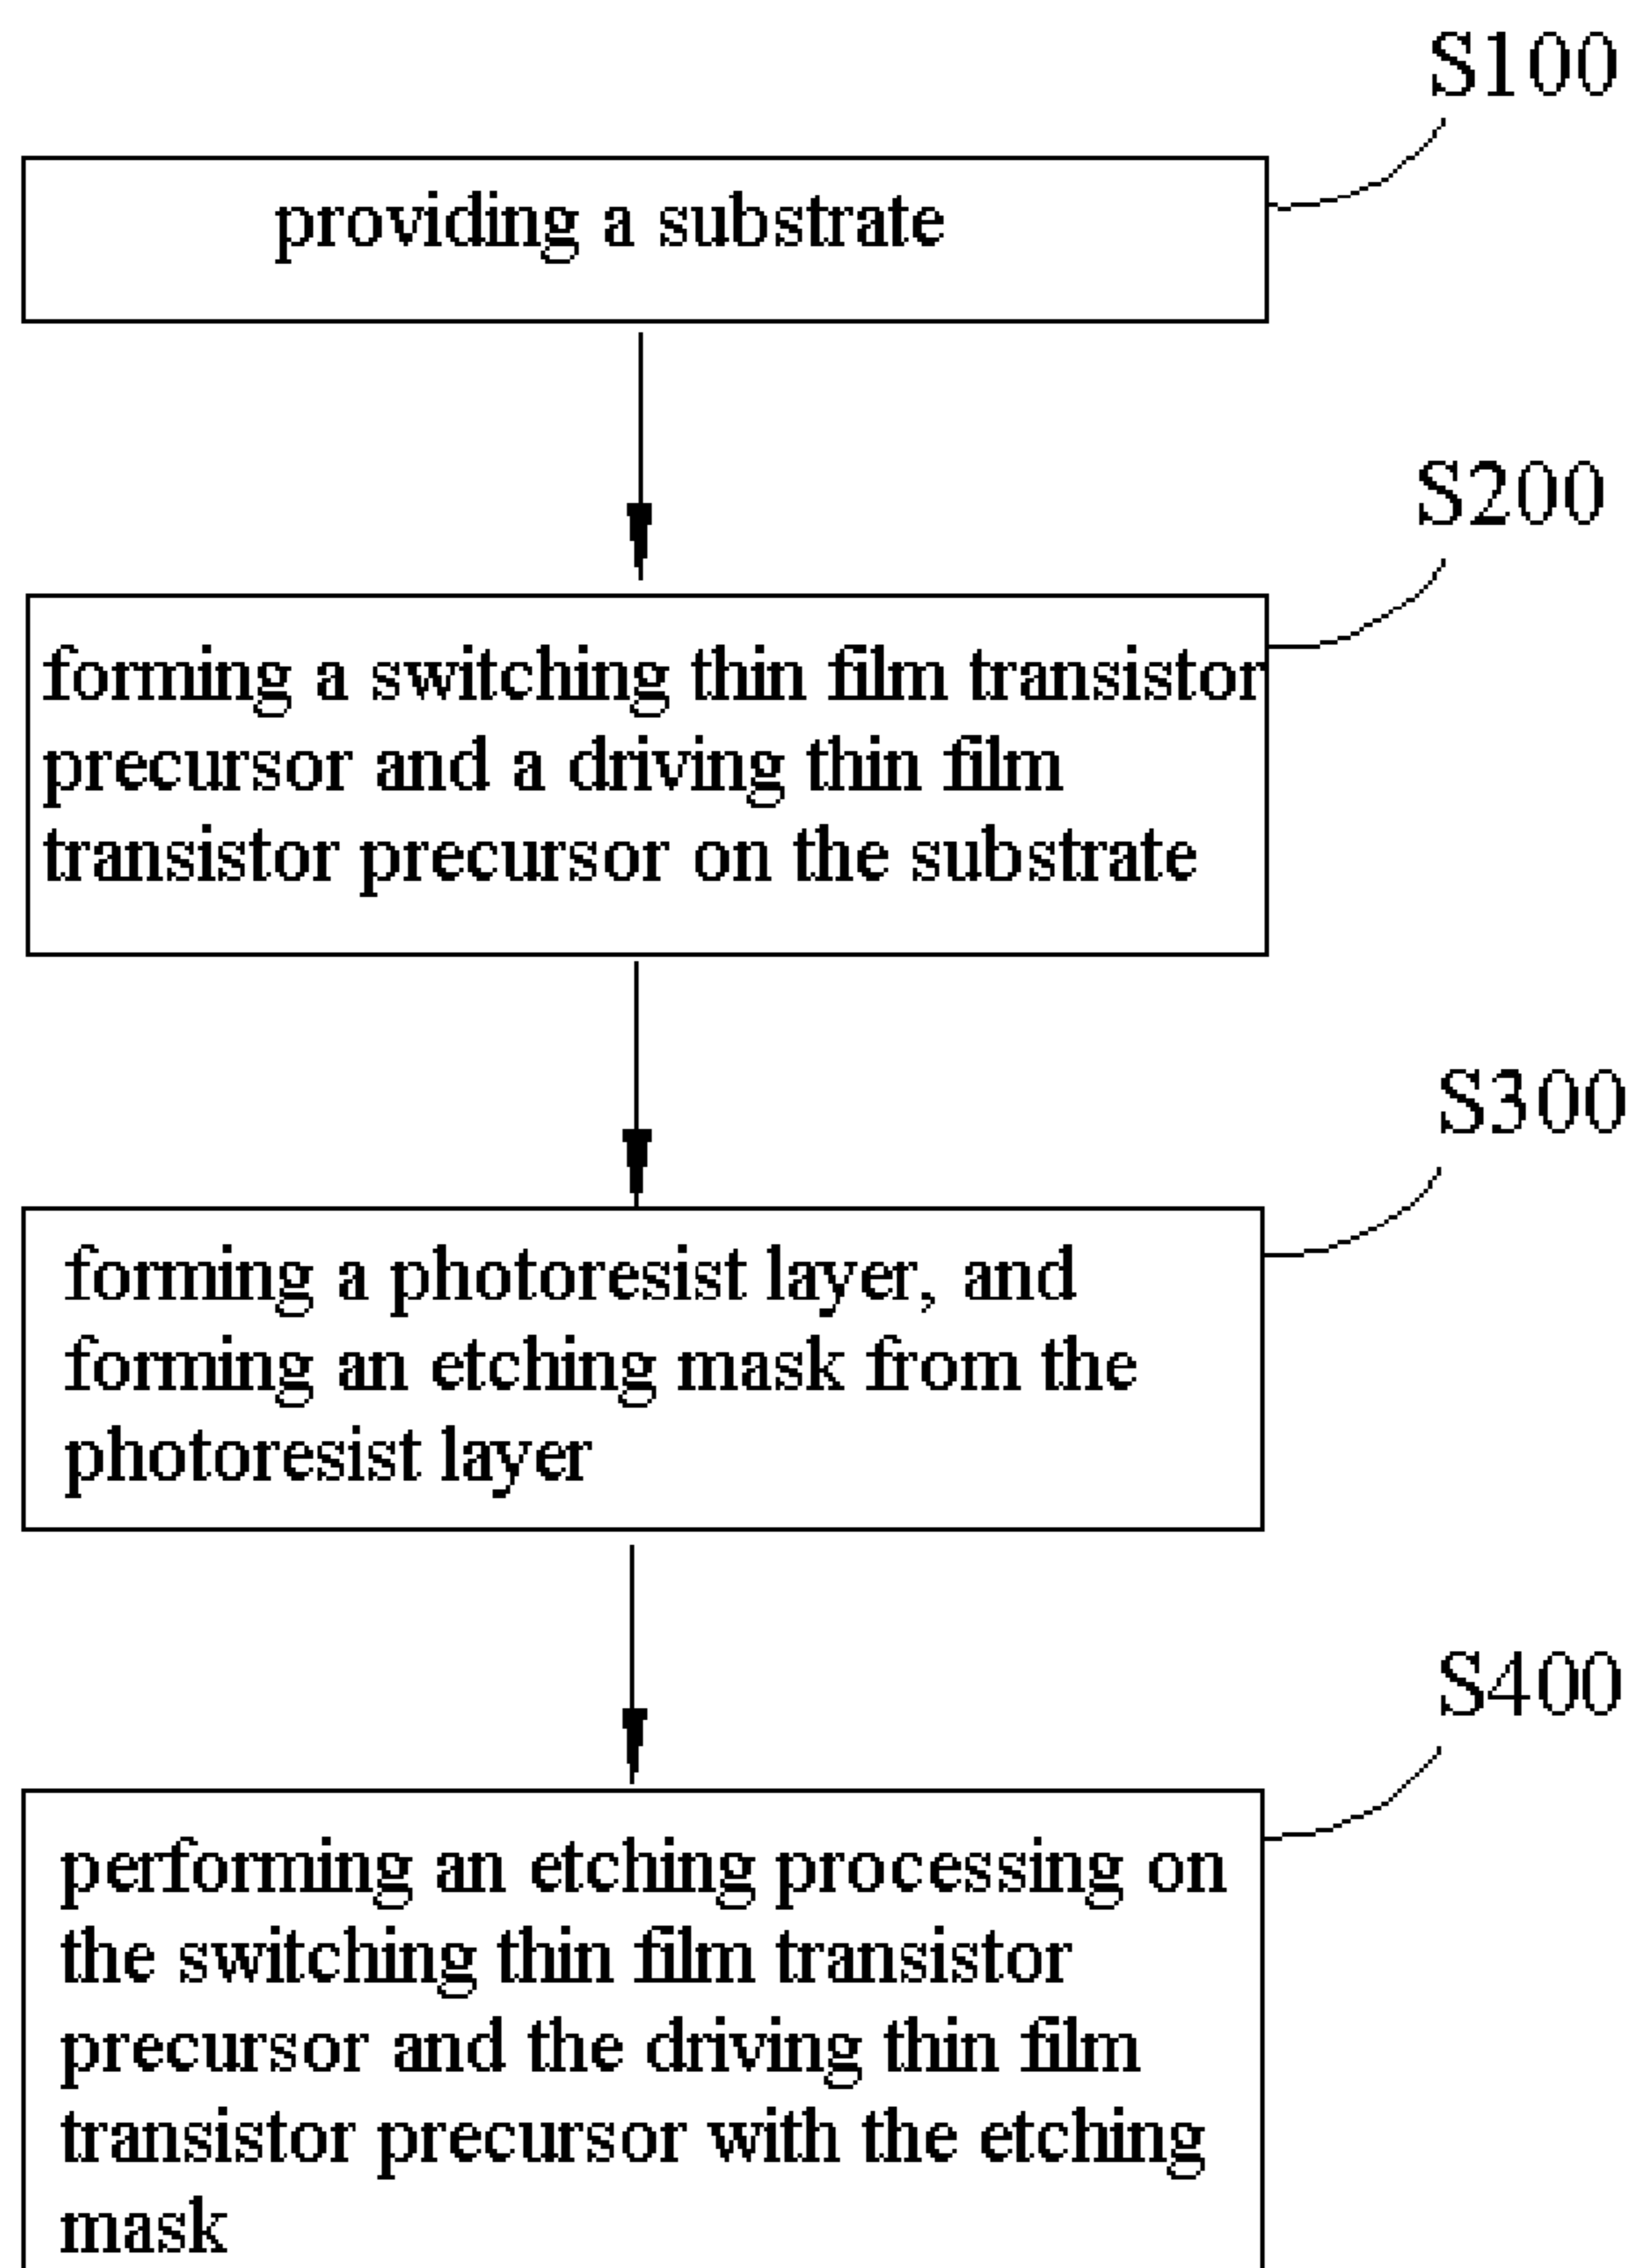 S100
providing a substrate
S200
forming a switching thin film transistor
precursor and a driving thin film
transistor precursor on the substrate
S300
forming a photoresist layer, and
forming an etching mask from the
photoresist layer
S400
performing an etching processing on
the switching thin film transistor
precursor and the driving thin film
transistor precursor with the etching
mask